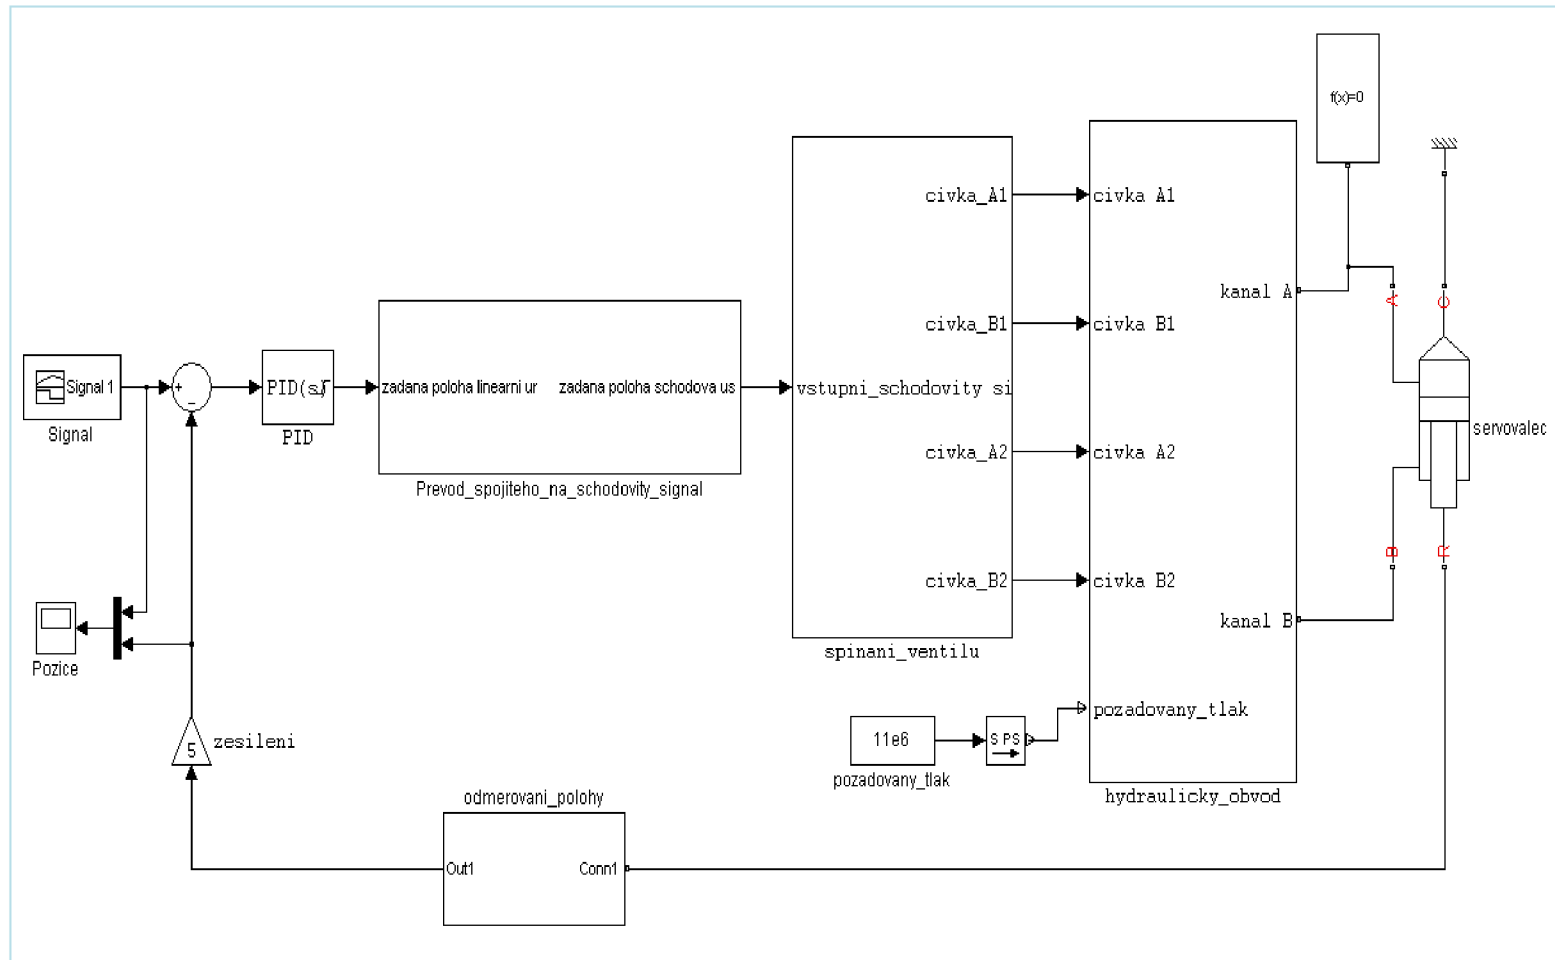 f(x)=0
civka_A1
civka A1
kanal A
A
C
civka_B1
civka B1
Signal 1
Signal
+
−
PID(s)
PID
zadana poloha linearni ur
zadana poloha schodova us
Prevod_spojiteho_na_schodovity_signal
vstupni_schodovity si
servovalec
civka_A2
civka A2
B
R
civka_B2
civka B2
kanal B
spinani_ventilu
Pozice
pozadovany_tlak
11e6
S PS
pozadovany_tlak
hydraulicky_obvod
5
zesileni
odmerovani_polohy
Out1
Conn1